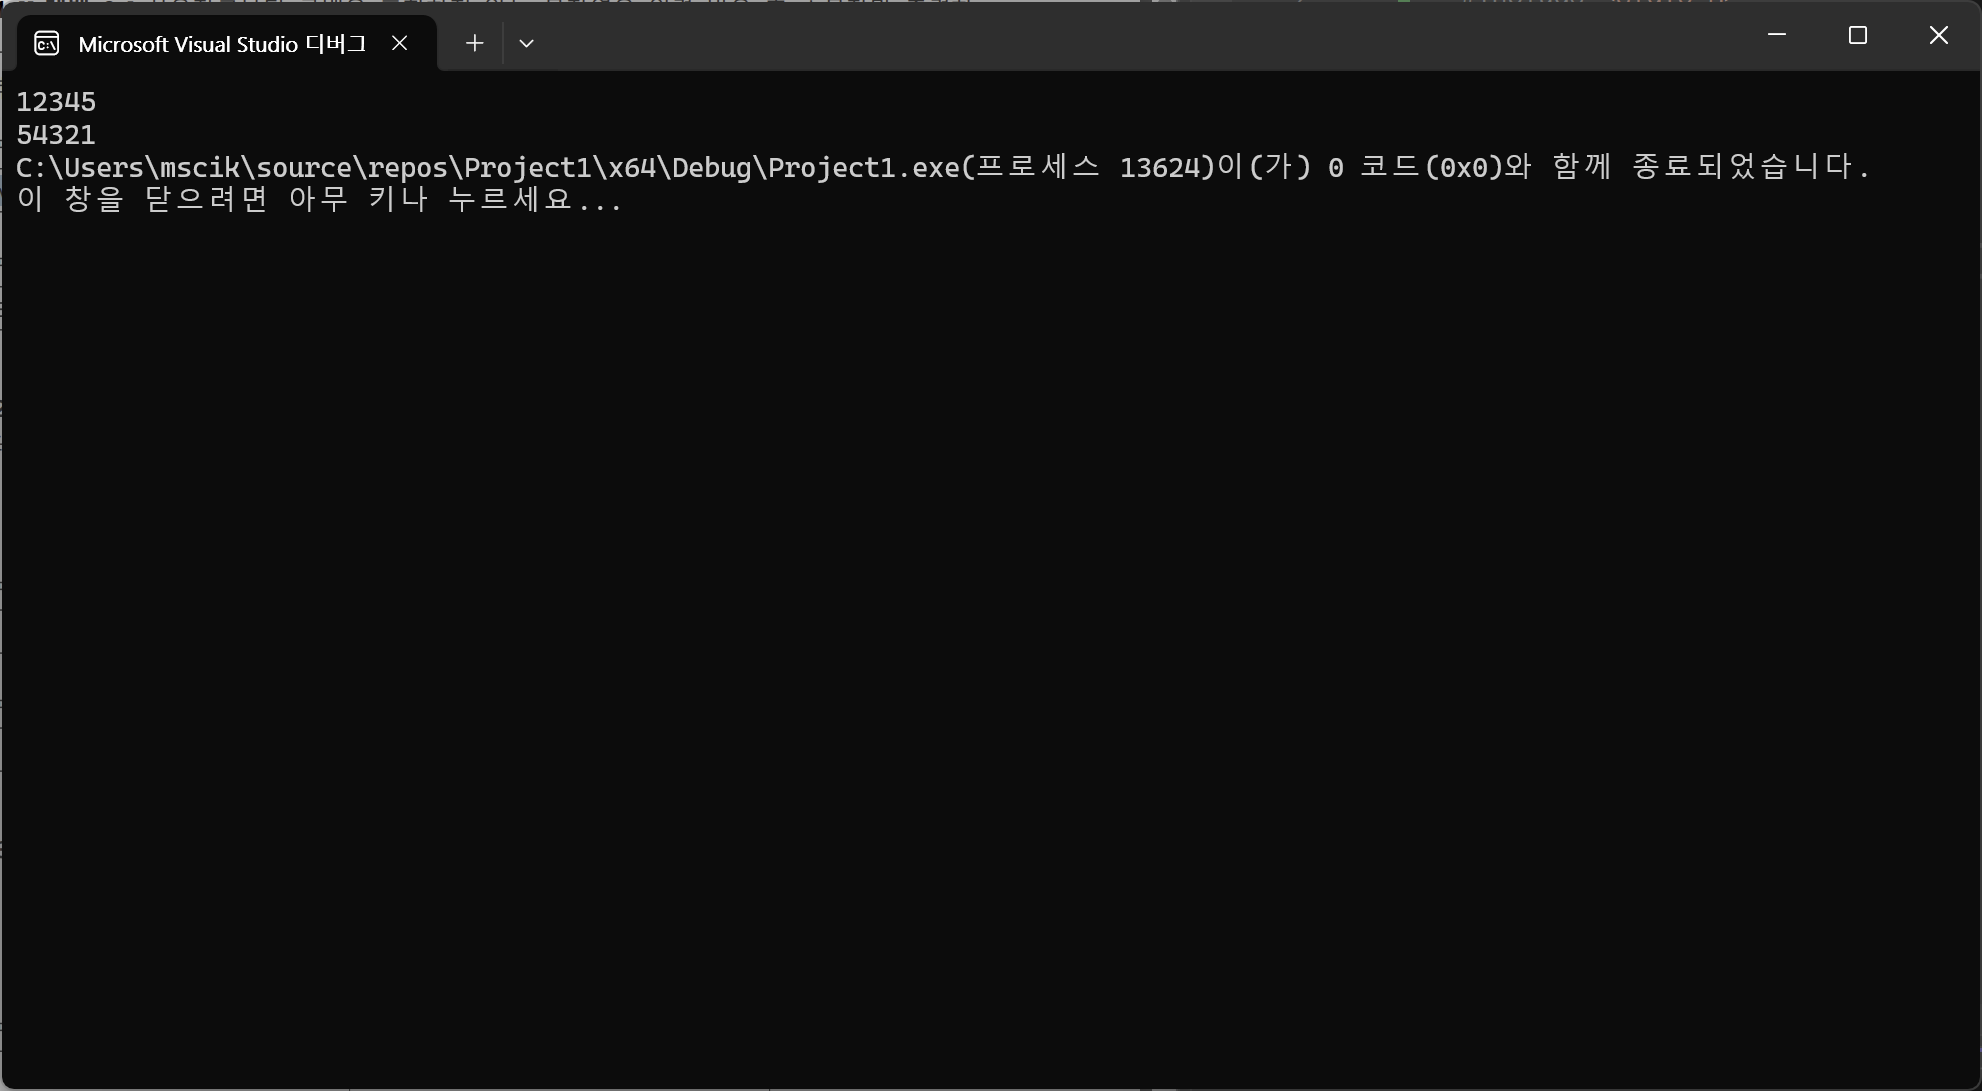 Microsoft Visual Studio 디버그
12345
54321
C:\Users\mscik\source\repos\Project1\x64\Debug\Project1.exe(프로세스 13624)이(가) 0 코드(0x0)와 함께 종료되었습니다.
이 창을 닫으려면 아무 키나 누르세요...